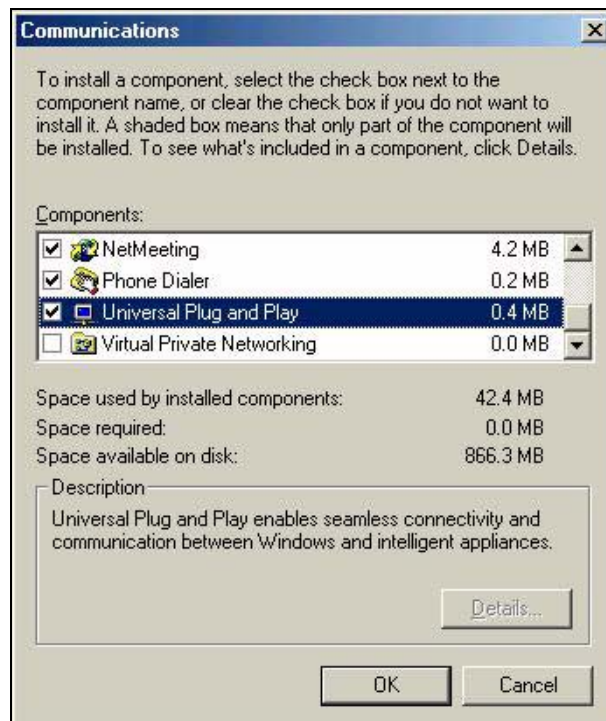 Communications
To install a component, select the check box next to the
component name, or clear the check box if you do not want to
install it. A shaded box means that only part of the component will
be installed. To see what's included in a component, click Details.
Components:
NetMeeting 4.2 MB
Phone Dialer 0.2 MB
Universal Plug and Play 0.4 MB
Virtual Private Networking 0.0 MB
Space used by installed components: 42.4 MB
Space required: 0.0 MB
Space available on disk: 866.3 MB
Description
Universal Plug and Play enables seamless connectivity and
communication between Windows and intelligent appliances.
Details...
OK Cancel